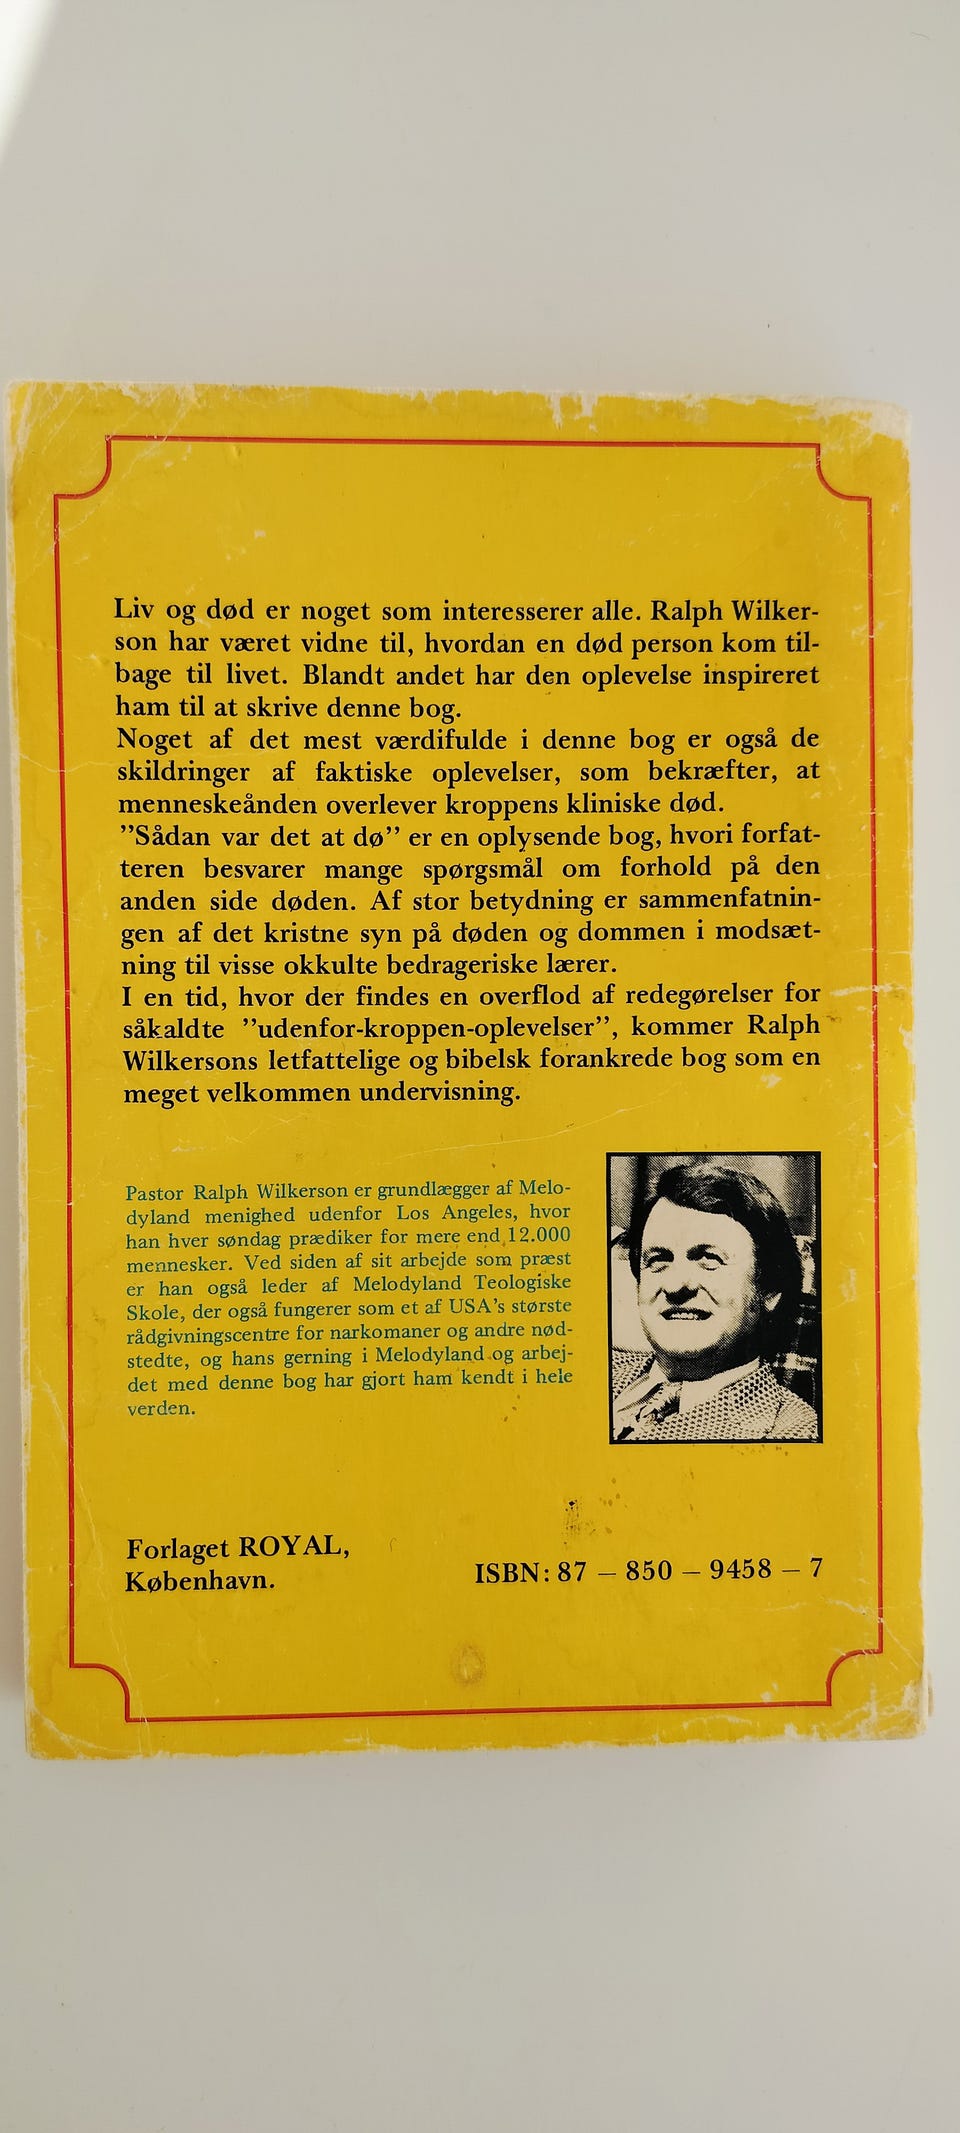 Liv og død er noget som interesserer alle. Ralph Wilker-
son har været vidne til, hvordan en død person kom til-
bage til livet. Blandt andet har den oplevelse inspireret
ham til at skrive denne bog.
Noget af det mest værdifulde i denne bog er også de
skildringer af faktiske oplevelser, som bekræfter, at
menneskeånden overlever kroppens kliniske død.
”Sådan var det at dø” er en oplysende bog, hvori forfat-
teren besvarer mange spørgsmål om forhold på den
anden side døden. Af stor betydning er sammenfatnin-
gen af det kristne syn på døden og dommen i modsæt-
ning til visse okkulte bedrageriske lærer.
I en tid, hvor der findes en overflod af redegørelser for
såkaldte ”udenfor-kroppen-oplevelser”, kommer Ralph
Wilkersons letfattelige og bibelsk forankrede bog som en
meget velkommen undervisning.
Pastor Ralph Wilkerson er grundlægger af Melo-
dyland menighed udenfor Los Angeles, hvor
han hver søndag prædiker for mere end 12.000
mennesker. Ved siden af sit arbejde som præst
er han også leder af Melodyland Teologiske
Skole, der også fungerer som et af USA’s største
rådgivningscentre for narkomaner og andre nød-
stedte, og hans gerning i Melodyland og arbej-
det med denne bog har gjort ham kendt i hele
verden.
Forlaget ROYAL,
København.
ISBN: 87 – 850 – 9458 – 7